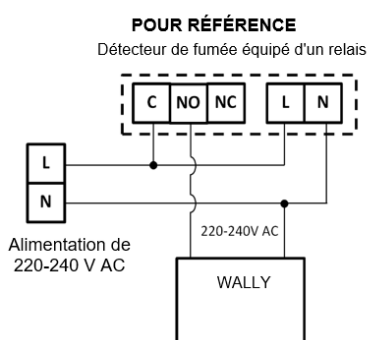 POUR RÉFÉRENCE
Détecteur de fumée équipé d'un relais
C NO NC L N
L
N
Alimentation de
220-240 V AC
220-240V AC
WALLY